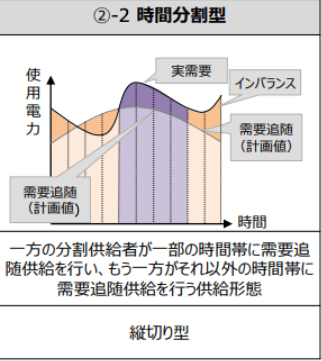 ②-2 時間分割型
使用電力
実需要
インバランス
需要追随
（計画値）
需要追随
（計画値)
時間
一方の分割供給者が一部の時間帯に需要追
随供給を行い、もう一方がそれ以外の時間帯に
需要追随供給を行う供給形態
縦切り型